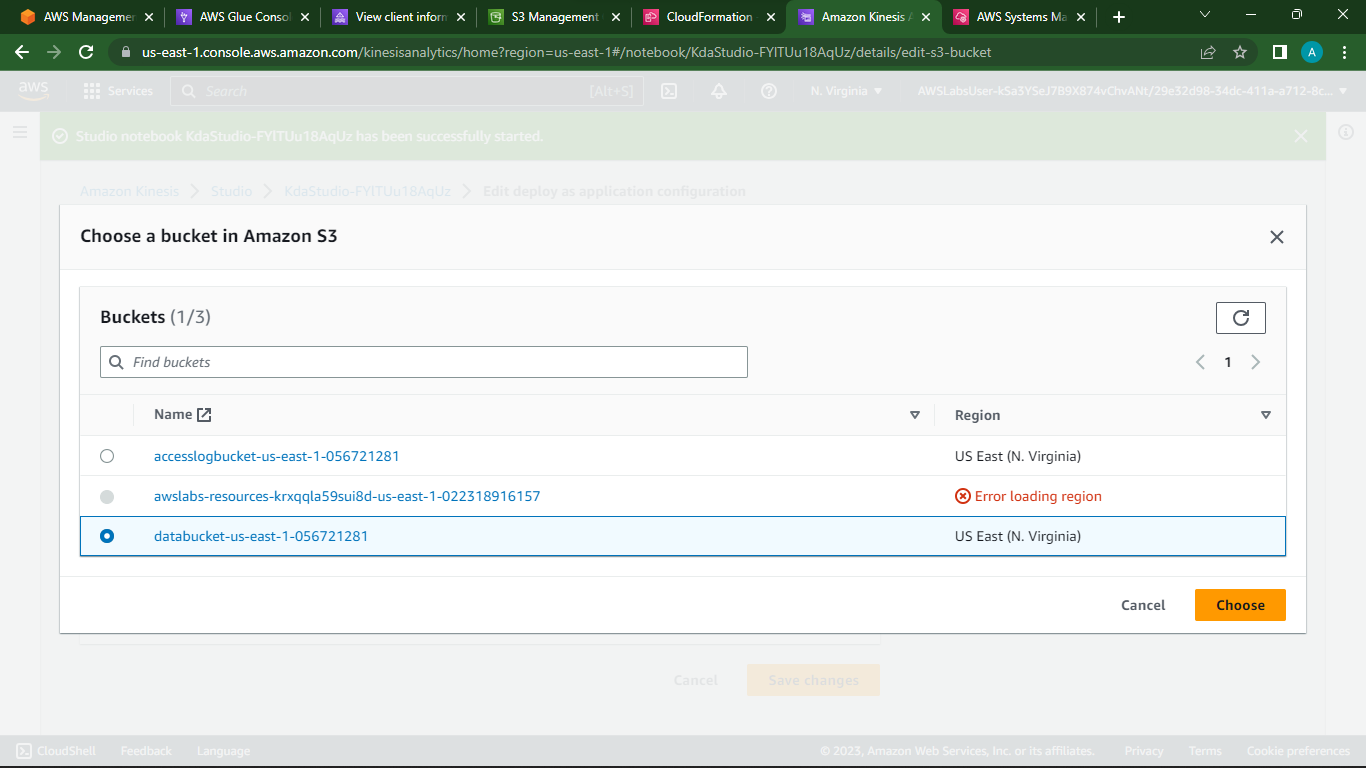 AWS Managemen
AWS Glue Consol
View client inform
S3 Management
CloudFormation
Amazon Kinesis A
AWS Systems Ma
us-east-1.console.aws.amazon.com/kinesisanalytics/home?region=us-east-1#/notebook/KdaStudio-FYlTUu18AqUz/details/edit-s3-bucket
A
aws
Services
Search
[Alt+S]
N. Virginia
AWSLabsUser-kSa3YSeJ7B9X874vChvANt/29e32d98-34dc-411a-a712-8c...
Studio notebook KdaStudio-FYlTUu18AqUz has been successfully started.
Amazon Kinesis
Studio
KdaStudio-FYlTUu18AqUz
Edit deploy as application configuration
Choose a bucket in Amazon S3
Buckets (1/3)
Find buckets
1
Name
Region
accesslogbucket-us-east-1-056721281
US East (N. Virginia)
awslabs-resources-krxqqla59sui8d-us-east-1-022318916157
Error loading region
databucket-us-east-1-056721281
US East (N. Virginia)
Cancel
Choose
Cancel
Save changes
CloudShell
Feedback
Language
© 2023, Amazon Web Services, Inc. or its affiliates.
Privacy
Terms
Cookie preferences